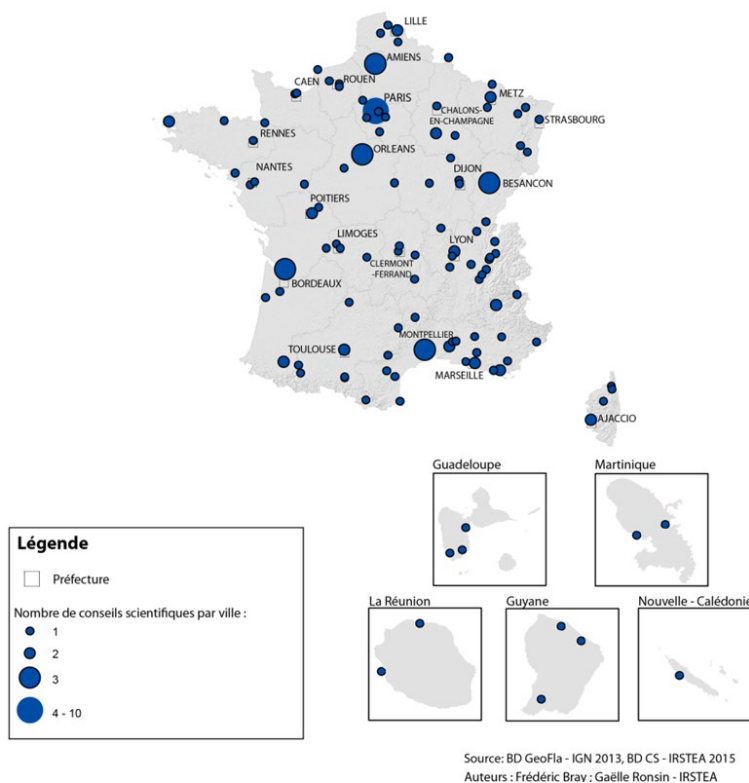 LILLE
AMIENS
CAEN
ROUEN
METZ
PARIS
CHALONS-
EN-CHAMPAGNE
STRASBOURG
RENNES
ORLEANS
NANTES
DIJON
BESANCON
POITIERS
LIMOGES
LYON
CLERMONT
-FERRAND
BORDEAUX
MONTPELLIER
TOULOUSE
MARSEILLE
AJACCIO
Guadeloupe
Martinique
Légende
Préfecture
Nombre de conseils scientifiques par ville :
1
2
3
4 - 10
La Réunion
Guyane
Nouvelle - Calédonie
Source: BD GeoFla - IGN 2013, BD CS - IRSTEA 2015
Auteurs : Frédéric Bray ; Gaëlle Ronsin - IRSTEA